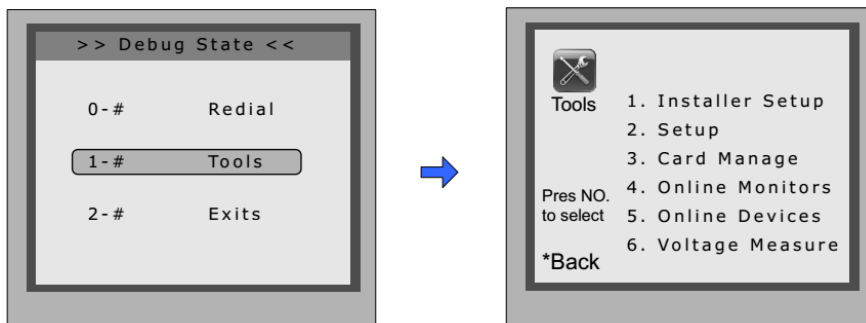 >> Debug State <<
0-# Redial
1-# Tools
2-# Exits
Tools
1. Installer Setup
2. Setup
3. Card Manage
4. Online Monitors
5. Online Devices
6. Voltage Measure
Pres NO.
to select
*Back